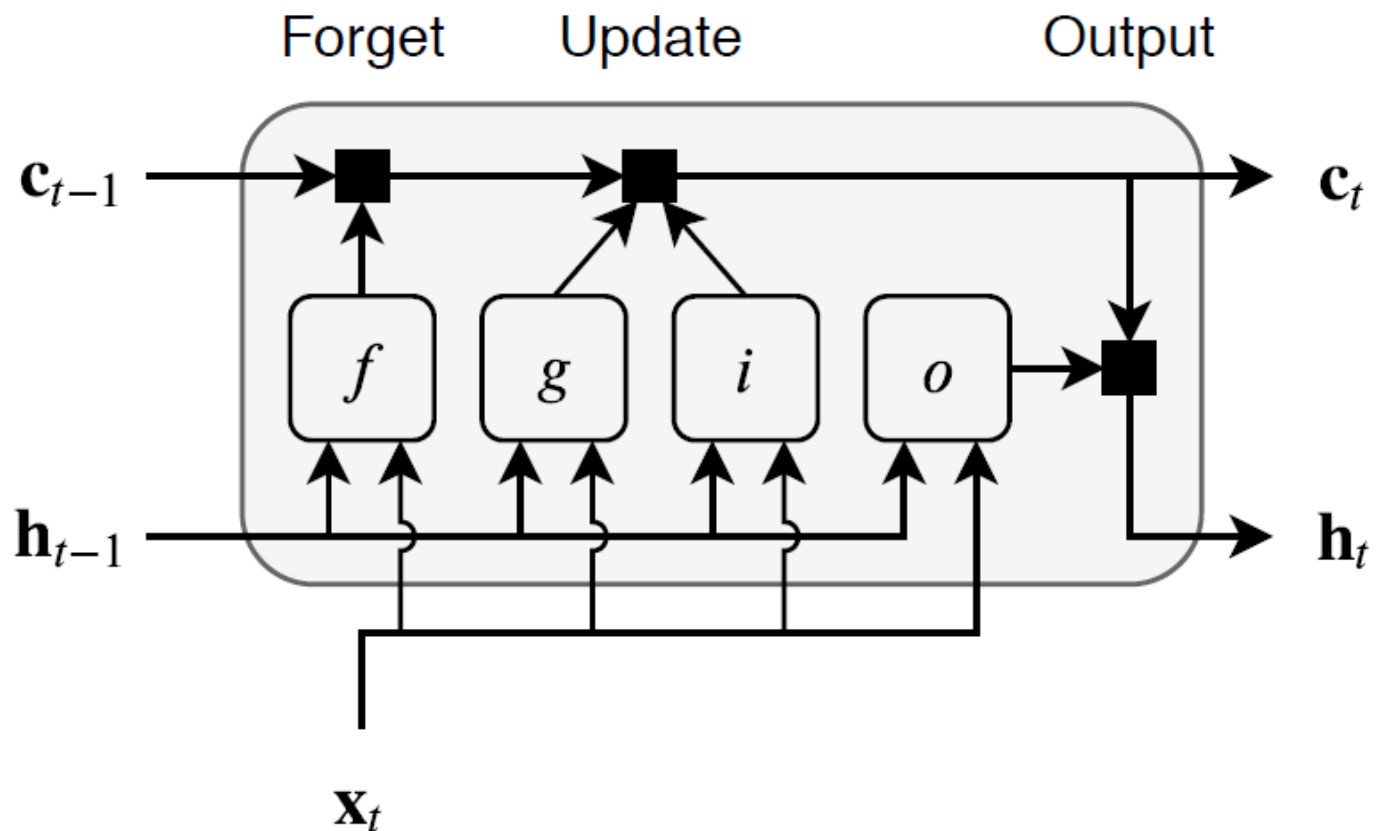 Forget Update Output
c_{t−1} c_t
f g i o
h_{t−1} h_t
x_t